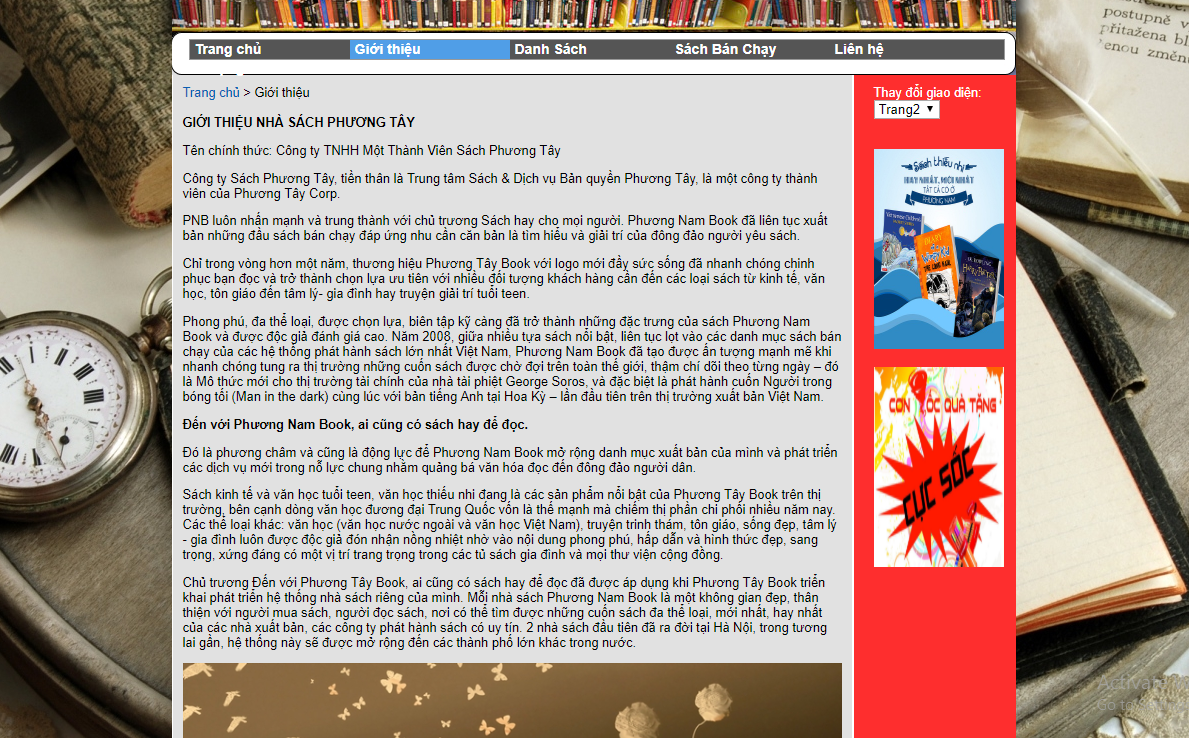 postupně v
přitažena bl
Trang chủ
Giới thiệu
Danh Sách
Sách Bán Chạy
Liên hệ
Trang chủ > Giới thiệu
GIỚI THIỆU NHÀ SÁCH PHƯƠNG TÂY
Tên chính thức: Công ty TNHH Một Thành Viên Sách Phương Tây
Công ty Sách Phương Tây, tiền thân là Trung tâm Sách & Dịch vụ Bản quyền Phương Tây, là một công ty thành
viên của Phương Tây Corp.
PNB luôn nhấn mạnh và trung thành với chủ trương Sách hay cho mọi người. Phương Nam Book đã liên tục xuất
bản những đầu sách bán chạy đáp ứng nhu cần căn bản là tìm hiểu và giải trí của đông đảo người yêu sách.
Chỉ trong vòng hơn một năm, thương hiệu Phương Tây Book với logo mới đầy sức sống đã nhanh chóng chinh
phục bạn đọc và trở thành chọn lựa ưu tiên với nhiều đối tượng khách hàng cần đến các loại sách từ kinh tế, văn
học, tôn giáo đến tâm lý- gia đình hay truyện giải trí tuổi teen.
Phong phú, đa thể loại, được chọn lựa, biên tập kỹ càng đã trở thành những đặc trưng của sách Phương Nam
Book và được độc giả đánh giá cao. Năm 2008, giữa nhiều tựa sách nổi bật, liên tục lọt vào các danh mục sách bán
chạy của các hệ thống phát hành sách lớn nhất Việt Nam, Phương Nam Book đã tạo được ấn tượng mạnh mẽ khi
nhanh chóng tung ra thị trường những cuốn sách được chờ đợi trên toàn thế giới, thậm chí dõi theo từng ngày – đó
là Mô thức mới cho thị trường tài chính của nhà tài phiệt George Soros, và đặc biệt là phát hành cuốn Người trong
bóng tối (Man in the dark) cùng lúc với bản tiếng Anh tại Hoa Kỳ – lần đầu tiên trên thị trường xuất bản Việt Nam.
Đến với Phương Nam Book, ai cũng có sách hay để đọc.
Đó là phương châm và cũng là động lực để Phương Nam Book mở rộng danh mục xuất bản của mình và phát triển
các dịch vụ mới trong nỗ lực chung nhằm quảng bá văn hóa đọc đến đông đảo người dân.
Sách kinh tế và văn học tuổi teen, văn học thiếu nhi đang là các sản phẩm nổi bật của Phương Tây Book trên thị
trường, bên cạnh dòng văn học đương đại Trung Quốc vốn là thế mạnh mà chiếm thị phần chi phối nhiều năm nay.
Các thể loại khác: văn học (văn học nước ngoài và văn học Việt Nam), truyện trinh thám, tôn giáo, sống đẹp, tâm lý
- gia đình luôn được độc giả đón nhận nồng nhiệt nhờ vào nội dung phong phú, hấp dẫn và hình thức đẹp, sang
trọng, xứng đáng có một vị trí trang trọng trong các tủ sách gia đình và mọi thư viện cộng đồng.
Chủ trương Đến với Phương Tây Book, ai cũng có sách hay để đọc đã được áp dụng khi Phương Tây Book triển
khai phát triển hệ thống nhà sách riêng của mình. Mỗi nhà sách Phương Nam Book là một không gian đẹp, thân
thiện với người mua sách, người đọc sách, nơi có thể tìm được những cuốn sách đa thể loại, mới nhất, hay nhất
của các nhà xuất bản, các công ty phát hành sách có uy tín. 2 nhà sách đầu tiên đã ra đời tại Hà Nội, trong tương
lai gần, hệ thống này sẽ được mở rộng đến các thành phố lớn khác trong nước.
Thay đổi giao diện:
Trang2
Sách thiếu nhi
HAY NHẤT, MỚI NHẤT
TẤT CẢ CÓ Ở
PHƯƠNG NAM
CƠN
ỐC QUÀ TẶNG
CỰC SỐC
Activat
Go to